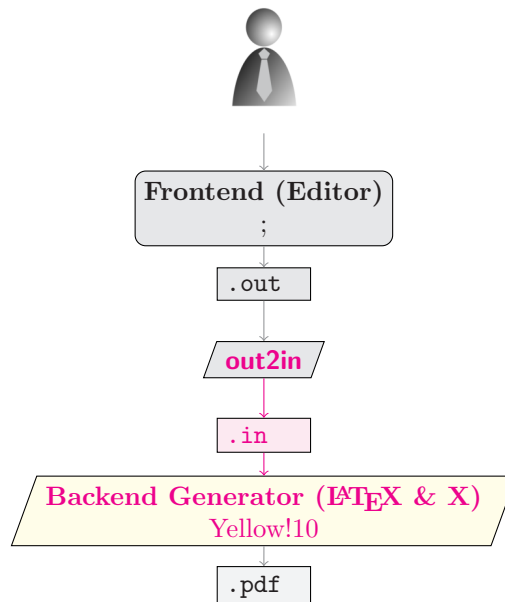 Frontend (Editor)
;
.out
out2in
.in
Backend Generator (LATEX & X)
Yellow!10
.pdf